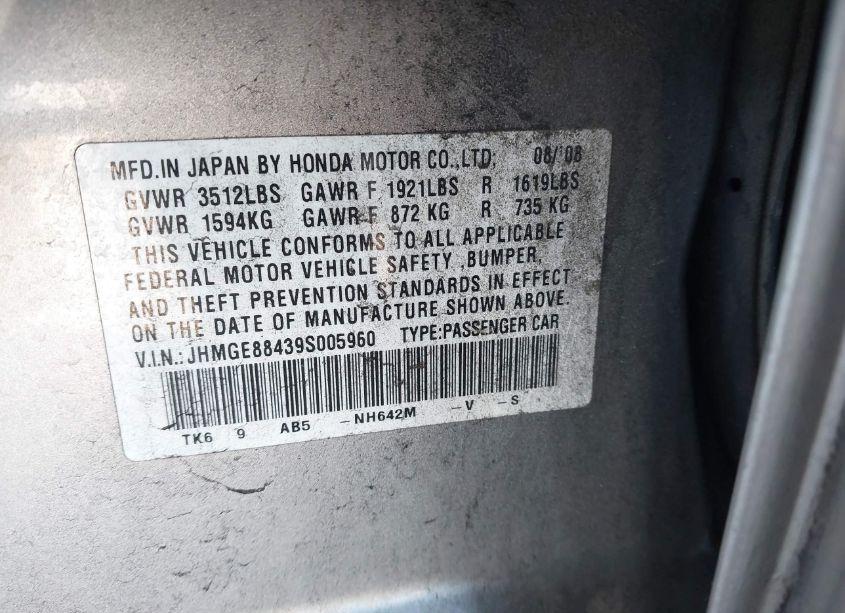 MFD.IN JAPAN BY HONDA MOTOR CO.,LTD; 08/'08
GVWR 3512LBS GAWR F 1921LBS R 1619LBS
GVWR 1594KG GAWR F 872 KG R 735 KG
THIS VEHICLE CONFORMS TO ALL APPLICABLE
FEDERAL MOTOR VEHICLE SAFETY ,BUMPER,
AND THEFT PREVENTION STANDARDS IN EFFECT
ON THE DATE OF MANUFACTURE SHOWN ABOVE.
V.I.N.: JHMGE88439S005960 TYPE:PASSENGER CAR
TK6 9 AB5 -NH642M -V -S